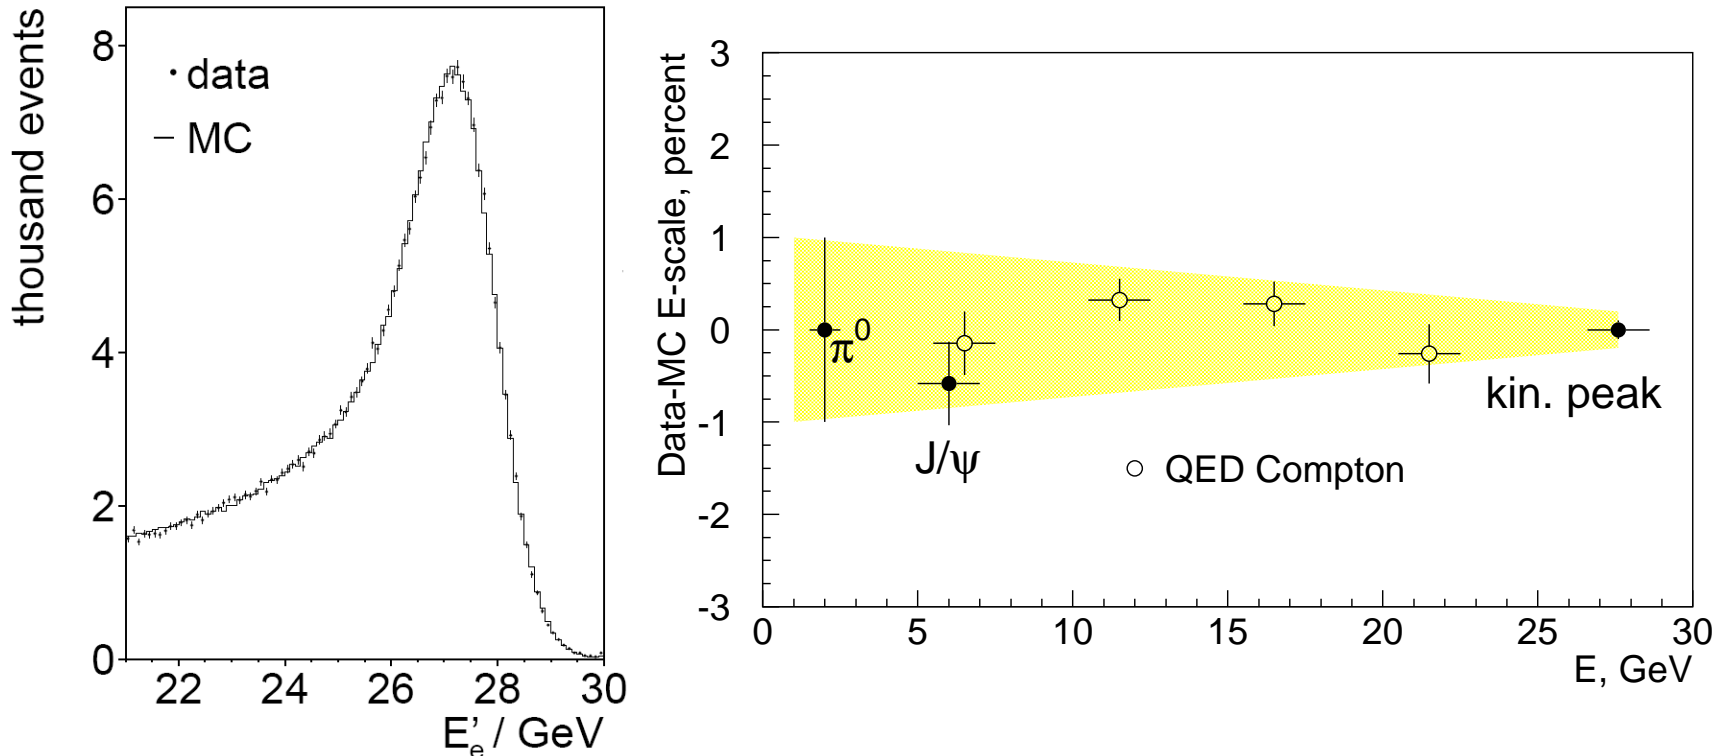 thousand events
8
6
4
2
0
data
MC
22 24 26 28 30
E'e / GeV
Data-MC E-scale, percent
3
2
1
0
-1
-2
-3
π0
J/ψ
kin. peak
QED Compton
0 5 10 15 20 25 30
E, GeV